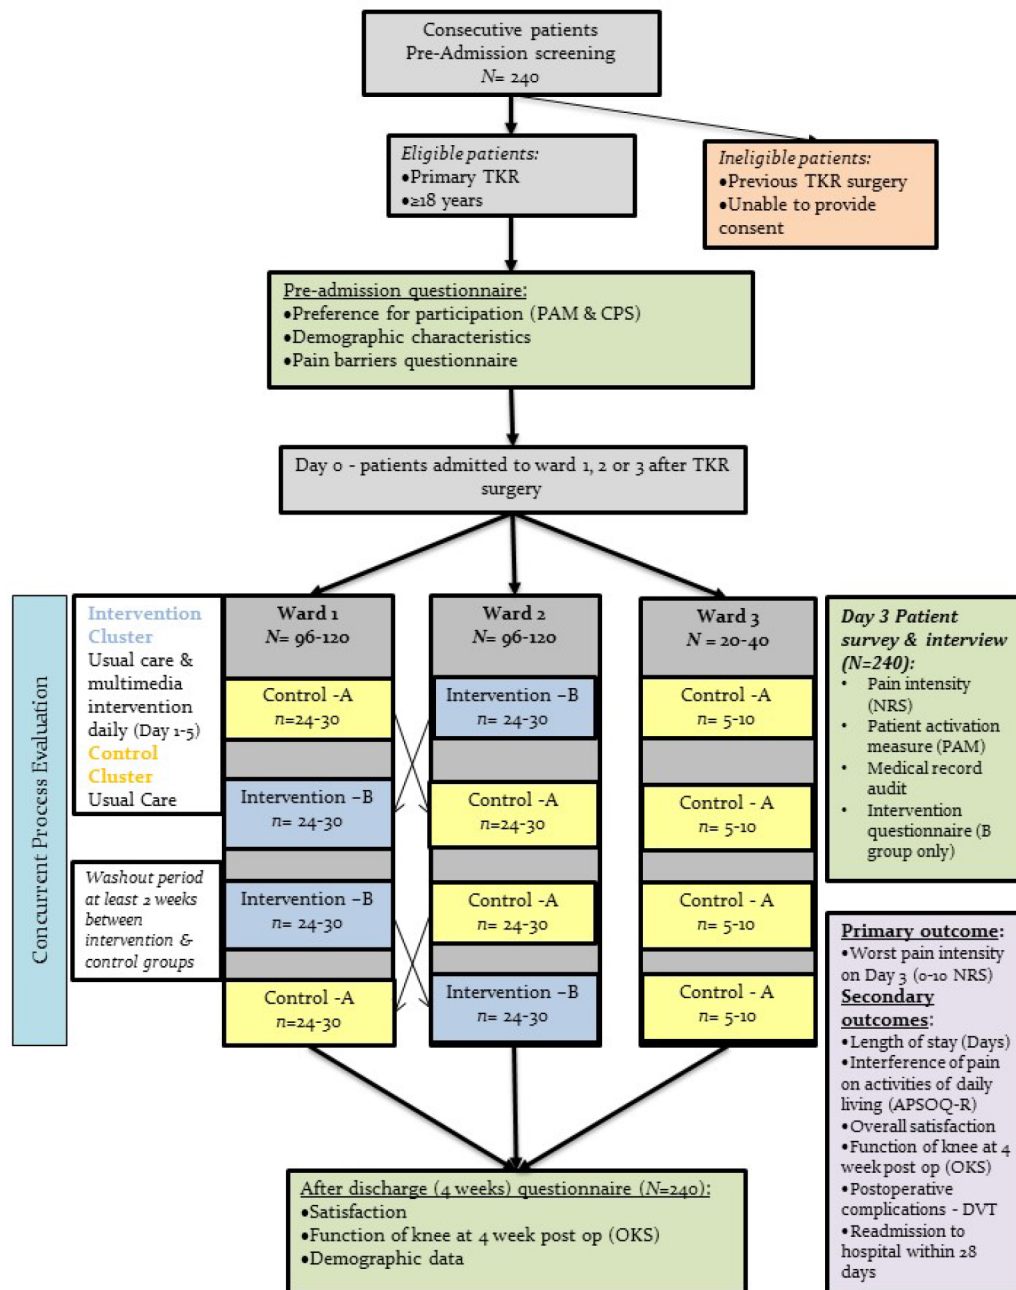 Consecutive patients
Pre-Admission screening
N= 240
Eligible patients:
•Primary TKR
•≥18 years
Ineligible patients:
•Previous TKR surgery
•Unable to provide
consent
Pre-admission questionnaire:
•Preference for participation (PAM & CPS)
•Demographic characteristics
•Pain barriers questionnaire
Day 0 - patients admitted to ward 1, 2 or 3 after TKR
surgery
Concurrent Process Evaluation
Intervention
Cluster
Usual care &
multimedia
intervention
daily (Day 1-5)
Control
Cluster
Usual Care
Washout period
at least 2 weeks
between
intervention &
control groups
Ward 1
N= 96-120
Control -A
n=24-30
Intervention –B
n= 24-30
Intervention –B
n= 24-30
Control -A
n=24-30
Ward 2
N= 96-120
Intervention –B
n= 24-30
Control -A
n=24-30
Control -A
n= 24-30
Intervention –B
n= 24-30
Ward 3
N = 20-40
Control -A
n= 5-10
Control -A
n= 5-10
Control -A
n= 5-10
Control - A
n= 5-10
Day 3 Patient
survey & interview
(N=240):
• Pain intensity
(NRS)
• Patient activation
measure (PAM)
• Medical record
audit
• Intervention
questionnaire (B
group only)
Primary outcome:
•Worst pain intensity
on Day 3 (0-10 NRS)
Secondary
outcomes:
•Length of stay (Days)
•Interference of pain
on activities of daily
living (APSOQ-R)
•Overall satisfaction
•Function of knee at 4
week post op (OKS)
•Postoperative
complications - DVT
•Readmission to
hospital within 28
days
After discharge (4 weeks) questionnaire (N=240):
•Satisfaction
•Function of knee at 4 week post op (OKS)
•Demographic data